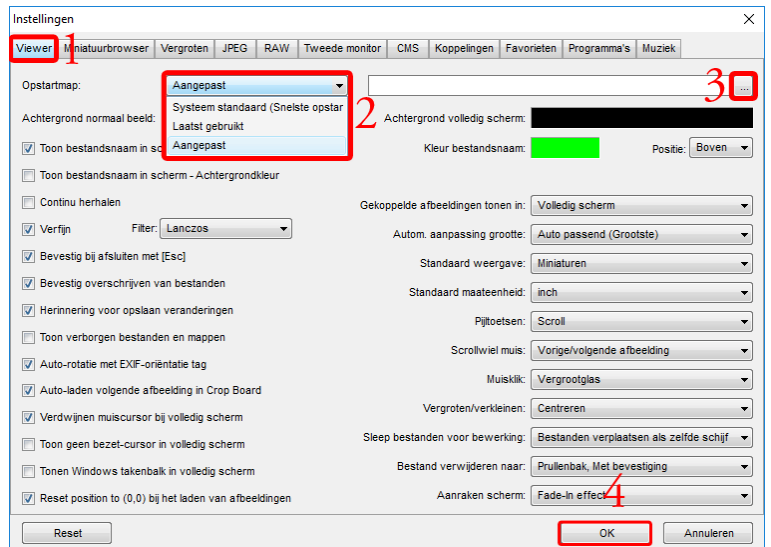 Instellingen
1
Viewer Miniatuurbrowser Vergroten JPEG RAW Tweede monitor CMS Koppelingen Favorieten Programma's Muziek
Opstartmap: Aangepast ... 3
Systeem standaard (Snelste opstar
Laatst gebruikt
Aangepast
2
Achtergrond normaal beeld: Achtergrond volledig scherm:
Toon bestandsnaam in sc Kleur bestandsnaam: Positie: Boven
Toon bestandsnaam in scherm - Achtergrondkleur
Continu herhalen Gekoppelde afbeeldingen tonen in: Volledig scherm
Verfijn Filter: Lanczos Autom. aanpassing grootte: Auto passend (Grootste)
Bevestig bij afsluiten met [Esc] Standaard weergave: Miniaturen
Bevestig overschrijven van bestanden Standaard maateenheid: inch
Herinnering voor opslaan veranderingen Pijltoetsen: Scroll
Toon verborgen bestanden en mappen Scrollwiel muis: Vorige/volgende afbeelding
Auto-rotatie met EXIF-oriëntatie tag Muisklik: Vergrootglas
Auto-laden volgende afbeelding in Crop Board Vergroten/verkleinen: Centreren
Verdwijnen muiscursor bij volledig scherm
Toon geen bezet-cursor in volledig scherm Sleep bestanden voor bewerking: Bestanden verplaatsen als zelfde schijf
Tonen Windows takenbalk in volledig scherm Bestand verwijderen naar: Prullenbak, Met bevestiging
Reset position to (0,0) bij het laden van afbeeldingen Aanraken scherm: Fade-In effect
4
Reset OK Annuleren